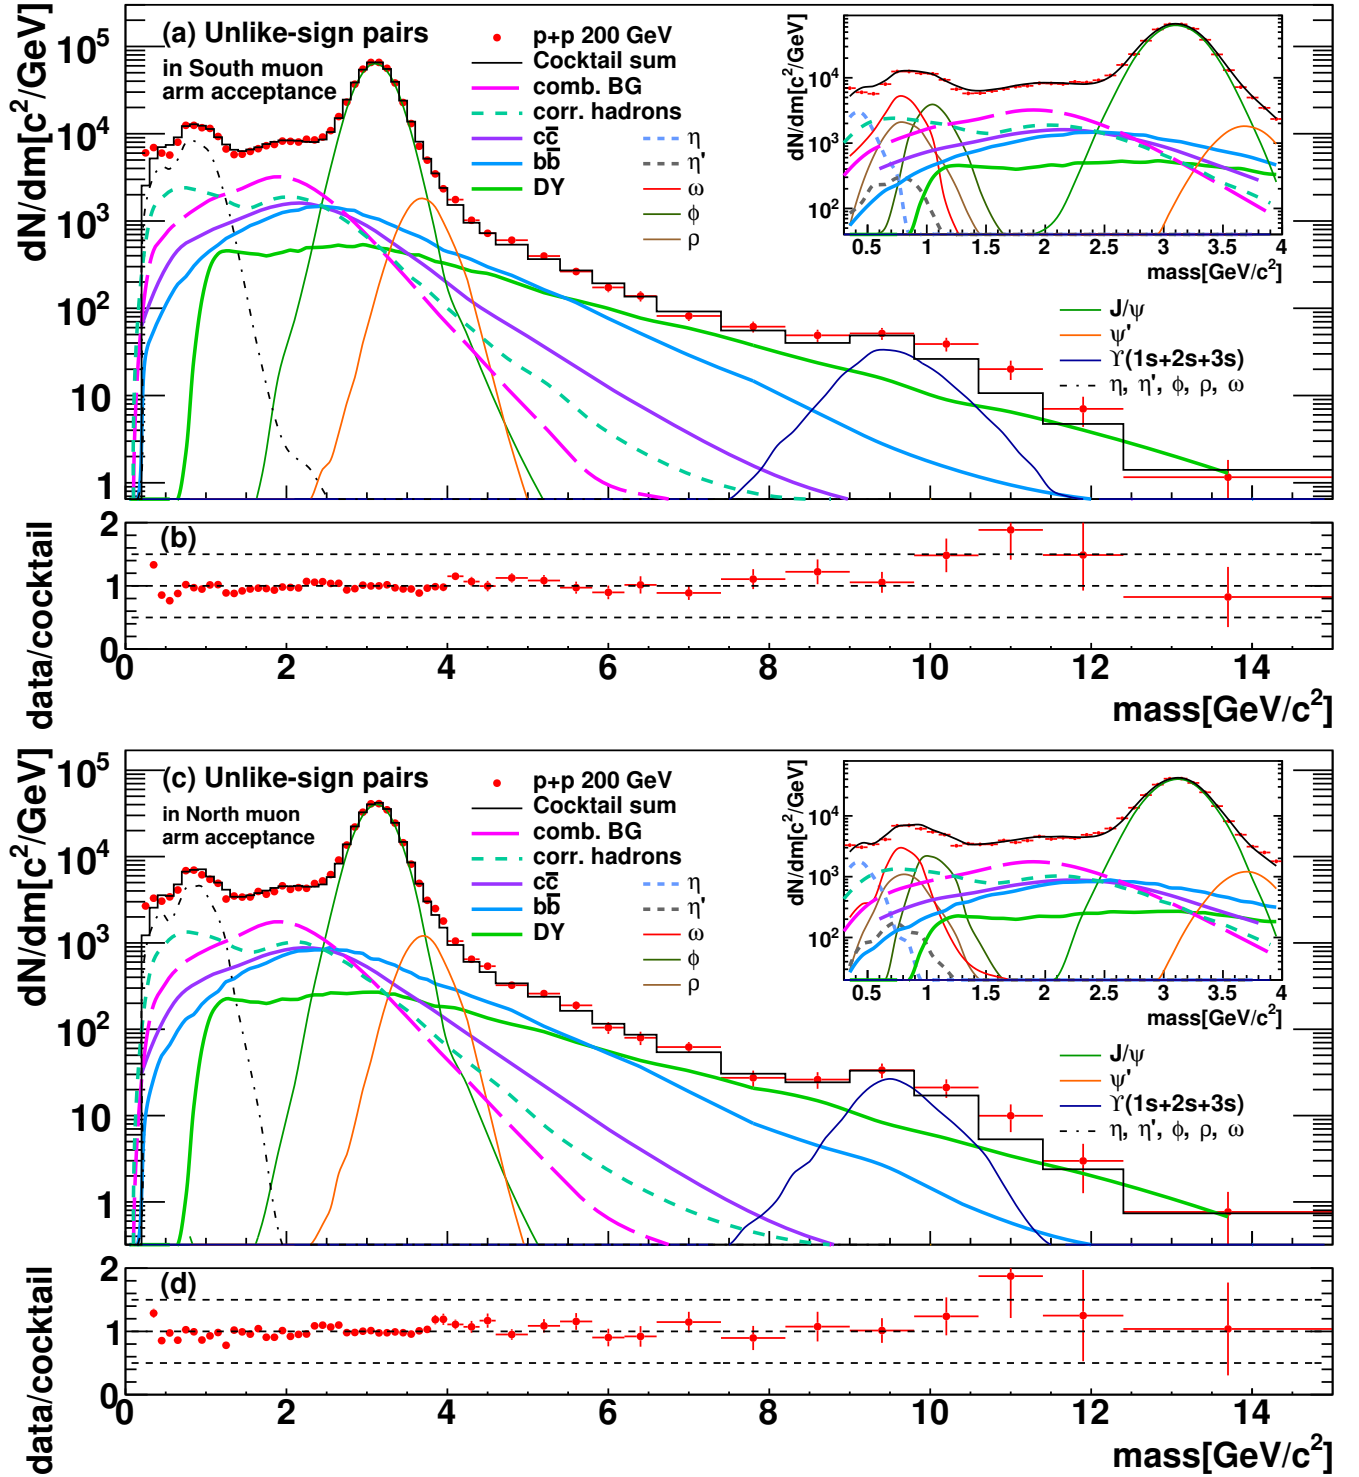 (a) Unlike-sign pairs
in South muon
arm acceptance
p+p 200 GeV
Cocktail sum
comb. BG
corr. hadrons
cc̅
bb̅
DY
η
η'
ω
ϕ
ρ
J/ψ
ψ'
ϒ(1s+2s+3s)
η, η', ϕ, ρ, ω
dN/dm[c²/GeV]
10⁵
10⁴
10³
10²
10
1
dN/dm[c²/GeV]
10⁴
10³
10²
0.5 1 1.5 2 2.5 3 3.5 4
mass[GeV/c²]
(b)
data/cocktail
2
1
0
0 2 4 6 8 10 12 14
mass[GeV/c²]
(c) Unlike-sign pairs
in North muon
arm acceptance
p+p 200 GeV
Cocktail sum
comb. BG
corr. hadrons
cc̅
bb̅
DY
η
η'
ω
ϕ
ρ
J/ψ
ψ'
ϒ(1s+2s+3s)
η, η', ϕ, ρ, ω
dN/dm[c²/GeV]
10⁵
10⁴
10³
10²
10
1
dN/dm[c²/GeV]
10⁴
10³
10²
0.5 1 1.5 2 2.5 3 3.5 4
mass[GeV/c²]
(d)
data/cocktail
2
1
0
0 2 4 6 8 10 12 14
mass[GeV/c²]